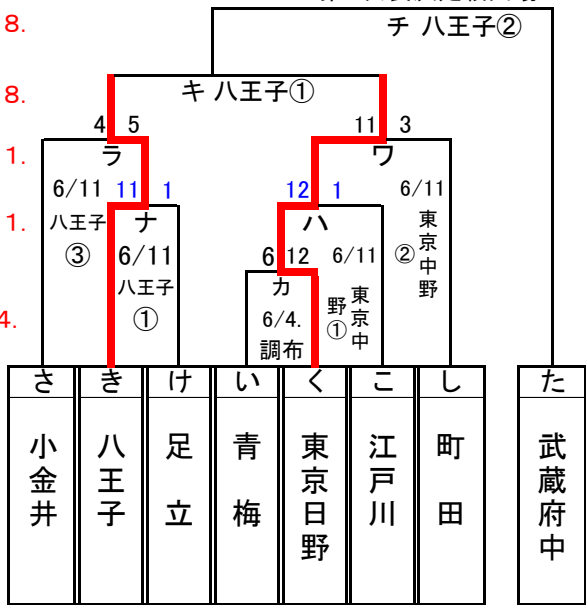 8.
チ 八王子②
8.
キ 八王子①
4 5
11 3
1.
ラ
ワ
6/11
11 1
12 1
6/11
1.
八王子
③
ナ
6/11
八王子
①
ハ
6/11
東京中野
①
東京中野
②
6 12
カ
6/4.
調布
4.
さ き け い く こ し た
小金井
八王子
足立
青梅
東京日野
江戸川
町田
武蔵府中